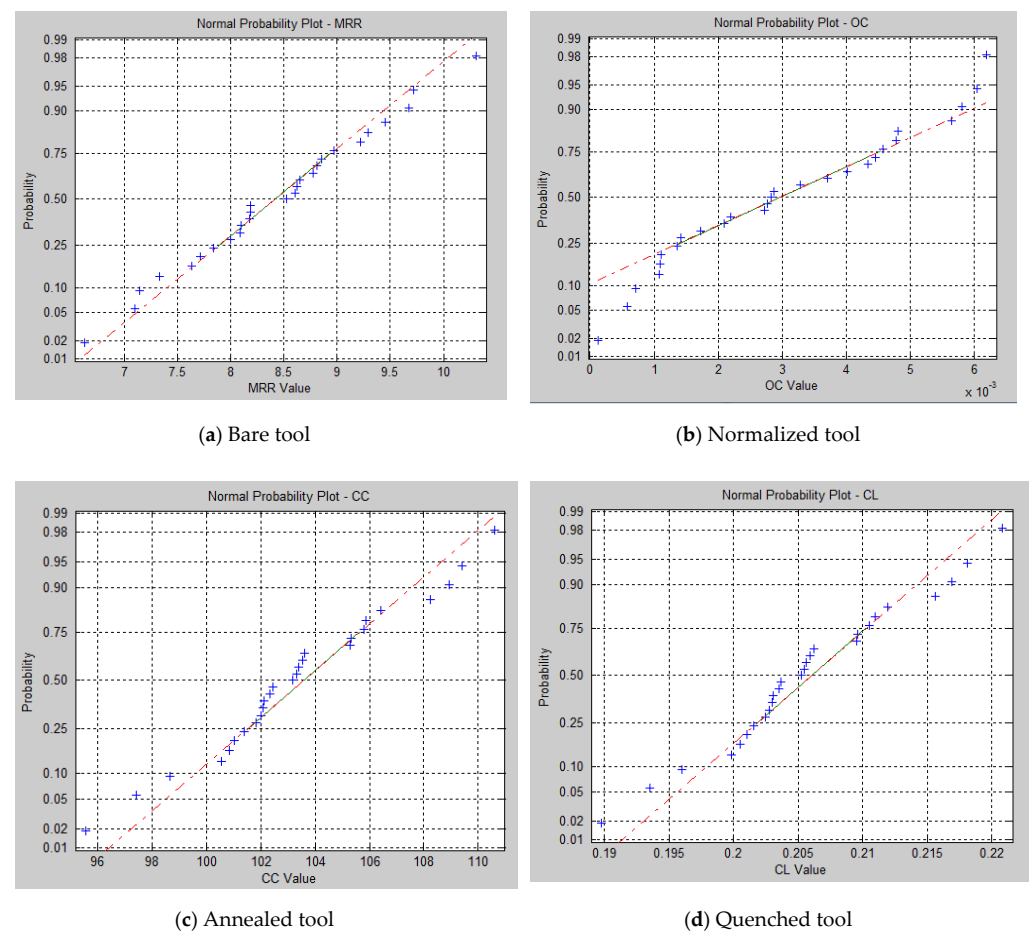 Normal Probability Plot - MRR
0.99
0.98
0.95
0.90
0.75
0.50
0.25
0.10
0.05
0.02
0.01
Probability
7 7.5 8 8.5 9 9.5 10
MRR Value
(a) Bare tool
Normal Probability Plot - OC
0.99
0.98
0.95
0.90
0.75
0.50
0.25
0.10
0.05
0.02
0.01
Probability
0 1 2 3 4 5 6
OC Value
x 10-3
(b) Normalized tool
Normal Probability Plot - CC
0.99
0.98
0.95
0.90
0.75
0.50
0.25
0.10
0.05
0.02
0.01
Probability
96 98 100 102 104 106 108 110
CC Value
(c) Annealed tool
Normal Probability Plot - CL
0.99
0.98
0.95
0.90
0.75
0.50
0.25
0.10
0.05
0.02
0.01
Probability
0.19 0.195 0.2 0.205 0.21 0.215 0.22
CL Value
(d) Quenched tool